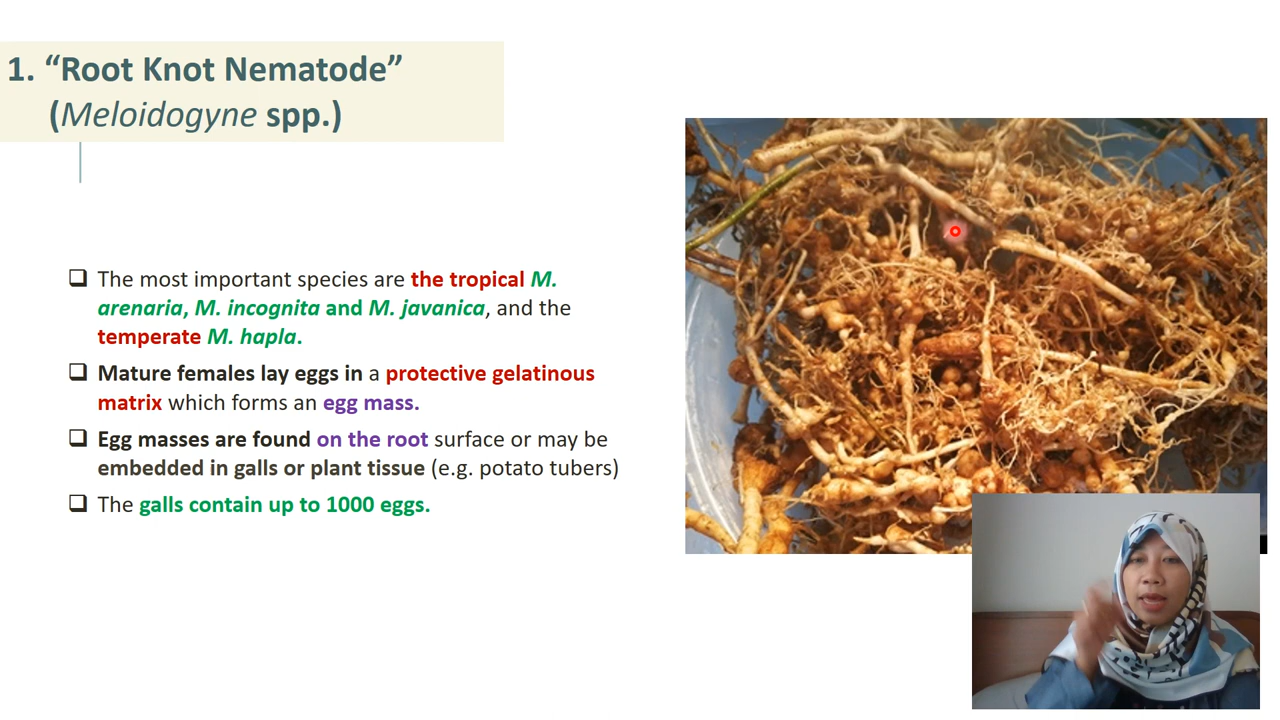 1. “Root Knot Nematode”
(Meloidogyne spp.)
❑ The most important species are the tropical M.
arenaria, M. incognita and M. javanica, and the
temperate M. hapla.
❑ Mature females lay eggs in a protective gelatinous
matrix which forms an egg mass.
❑ Egg masses are found on the root surface or may be
embedded in galls or plant tissue (e.g. potato tubers)
❑ The galls contain up to 1000 eggs.